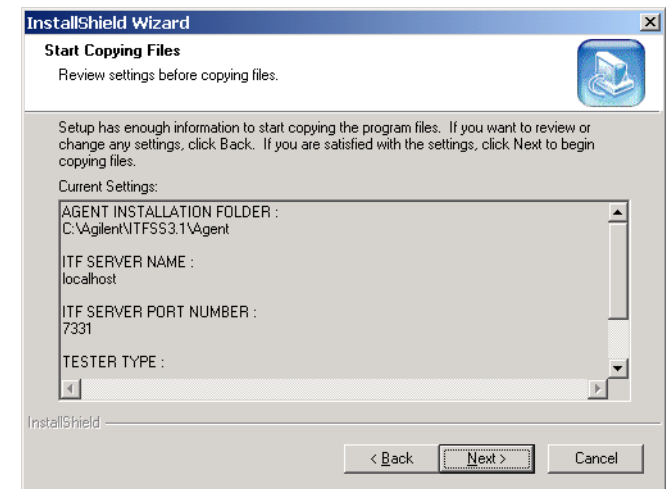 InstallShield Wizard
Start Copying Files
Review settings before copying files.
Setup has enough information to start copying the program files. If you want to review or
change any settings, click Back. If you are satisfied with the settings, click Next to begin
copying files.
Current Settings:
AGENT INSTALLATION FOLDER :
C:\Agilent\ITFSS3.1\Agent
ITF SERVER NAME :
localhost
ITF SERVER PORT NUMBER :
7331
TESTER TYPE :
InstallShield
< Back
Next >
Cancel